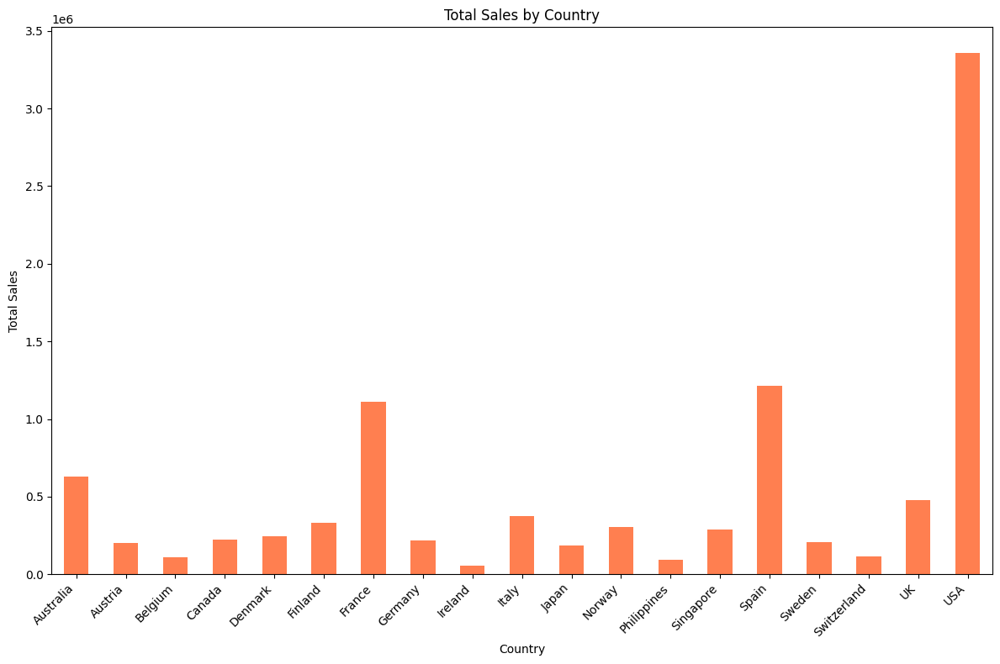 Total Sales by Country
1e6
3.5
3.0
2.5
2.0
1.5
1.0
0.5
0.0
Total Sales
Australia
Austria
Belgium
Canada
Denmark
Finland
France
Germany
Ireland
Italy
Japan
Norway
Philippines
Singapore
Spain
Sweden
Switzerland
UK
USA
Country